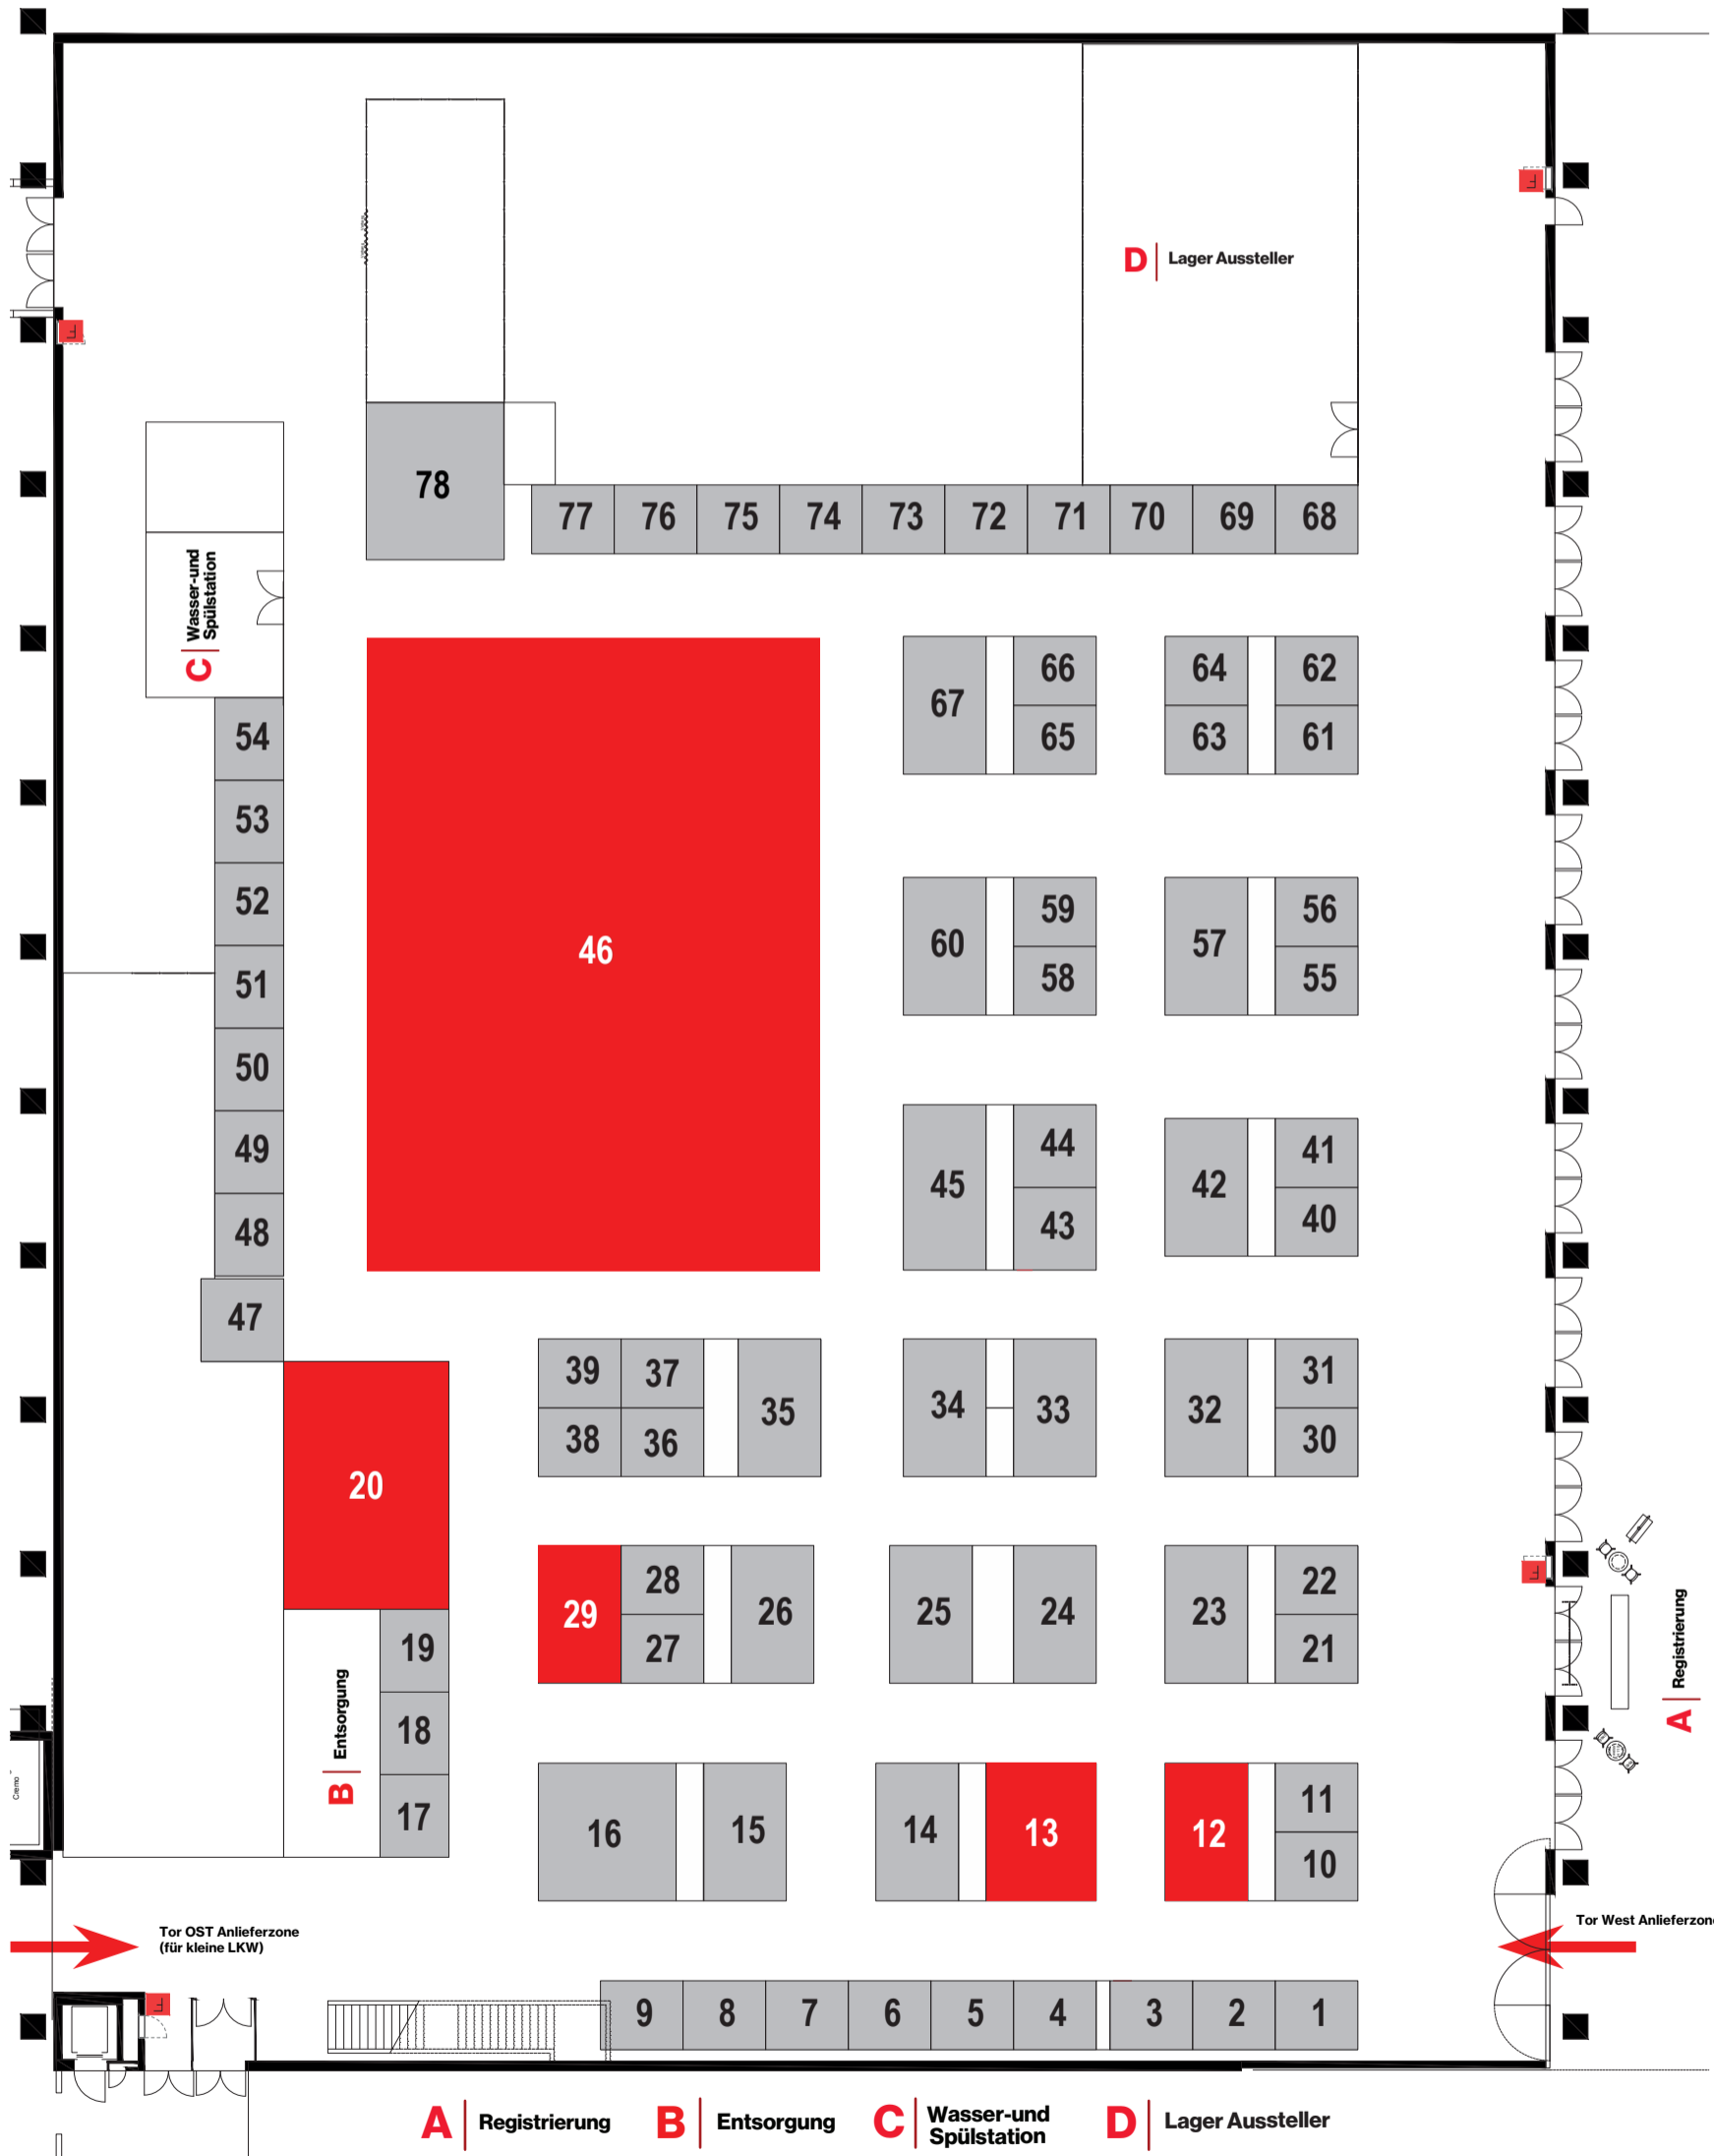 D
Lager Aussteller
F
F
78
77 76 75 74 73 72 71 70 69 68
C
Wasser-und
Spülstation
67 66 64 62
65 63 61
54
53
52
51
50
49
48
47
46
60 59 57 56
58 55
45 44 42 41
43 40
39 37 35 34 33 32 31
38 36 30
20
29 28 26 25 24 23 22
27 21
F
A
Registrierung
19
18
17
B
Entsorgung
16 15 14 13 12 11
10
Cremo
Tor OST Anlieferzone
(für kleine LKW)
Tor West Anlieferzone
F
9 8 7 6 5 4 3 2 1
A Registrierung
B Entsorgung
C Wasser-und
Spülstation
D Lager Aussteller